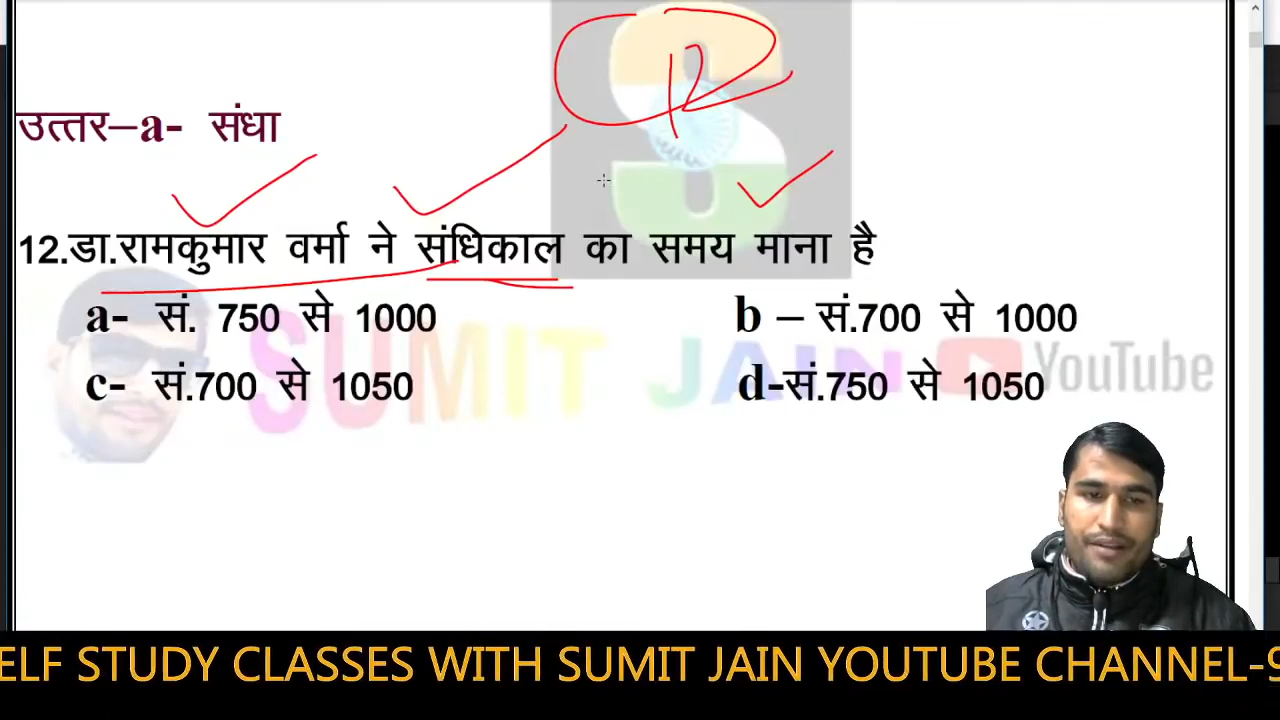 उत्तर–a- संधा
12.डा.रामकुमार वर्मा ने संधिकाल का समय माना है
a- सं. 750 से 1000 b – सं.700 से 1000
c- सं.700 से 1050 d-सं.750 से 1050
SUMIT JAIN YouTube
ELF STUDY CLASSES WITH SUMIT JAIN YOUTUBE CHANNEL-S